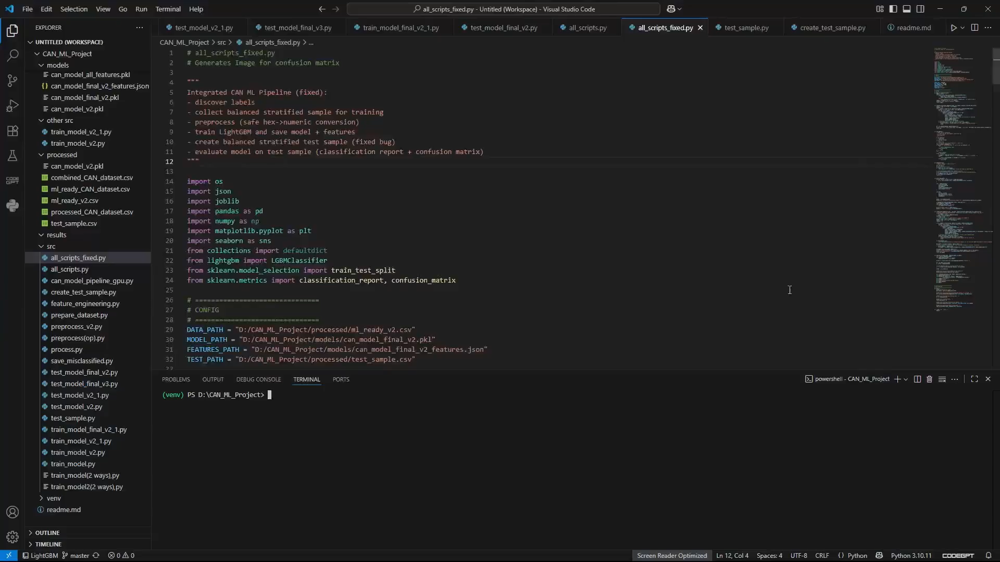 File Edit Selection View Go Run Terminal Help
all_scripts_fixed.py - Untitled (Workspace) - Visual Studio Code
EXPLORER
UNTITLED (WORKSPACE)
CAN_ML_Project
models
can_model_all_features.pkl
can_model_final_v2_features.json
can_model_final_v2.pkl
can_model_v2.pkl
other src
train_model_v2_1.py
train_model_v2.py
processed
can_model_v2.pkl
combined_CAN_dataset.csv
ml_ready_CAN_dataset.csv
ml_ready_v2.csv
processed_CAN_dataset.csv
test_sample.csv
results
src
all_scripts_fixed.py
all_scripts.py
can_model_pipeline_gpu.py
create_test_sample.py
feature_engineering.py
prepare_dataset.py
preprocess_v2.py
preprocess(op).py
process.py
save_misclassified.py
test_model_final_v2.py
test_model_final_v3.py
test_model_v2_1.py
test_model_v2.py
test_sample.py
train_model_final_v2_1.py
train_model_v2_1.py
train_model_v2.py
train_model.py
train_model(2 ways),py
train_model2(2 ways),py
venv
readme.md
OUTLINE
TIMELINE
CODE GPT
test_model_v2_1.py test_model_final_v3.py train_model_final_v2_1.py test_model_final_v2.py all_scripts.py all_scripts_fixed.py test_sample.py create_test_sample.py readme.md
CAN_ML_Project > src > all_scripts_fixed.py > ...
1 # all_scripts_fixed.py
2 # Generates Image for confusion matrix
3
4 """
5 Integrated CAN ML Pipeline (fixed):
6 - discover labels
7 - collect balanced stratified sample for training
8 - preprocess (safe hex->numeric conversion)
9 - train LightGBM and save model + features
10 - create balanced stratified test sample (fixed bug)
11 - evaluate model on test sample (classification report + confusion matrix)
12 """
13
14 import os
15 import json
16 import joblib
17 import pandas as pd
18 import numpy as np
19 import matplotlib.pyplot as plt
20 import seaborn as sns
21 from collections import defaultdict
22 from lightgbm import LGBMClassifier
23 from sklearn.model_selection import train_test_split
24 from sklearn.metrics import classification_report, confusion_matrix
25
26 # ===============================
27 # CONFIG
28 # ===============================
29 DATA_PATH = "D:/CAN_ML_Project/processed/ml_ready_v2.csv"
30 MODEL_PATH = "D:/CAN_ML_Project/models/can_model_final_v2.pkl"
31 FEATURES_PATH = "D:/CAN_ML_Project/models/can_model_final_v2_features.json"
32 TEST_PATH = "D:/CAN_ML_Project/processed/test_sample.csv"
PROBLEMS OUTPUT DEBUG CONSOLE TERMINAL PORTS
powershell - CAN_ML_Project
(venv) PS D:\CAN_ML_Project>
LightGBM master 0 0 Screen Reader Optimized Ln 12, Col 4 Spaces: 4 UTF-8 CRLF {} Python Python 3.10.11 CODEGPT